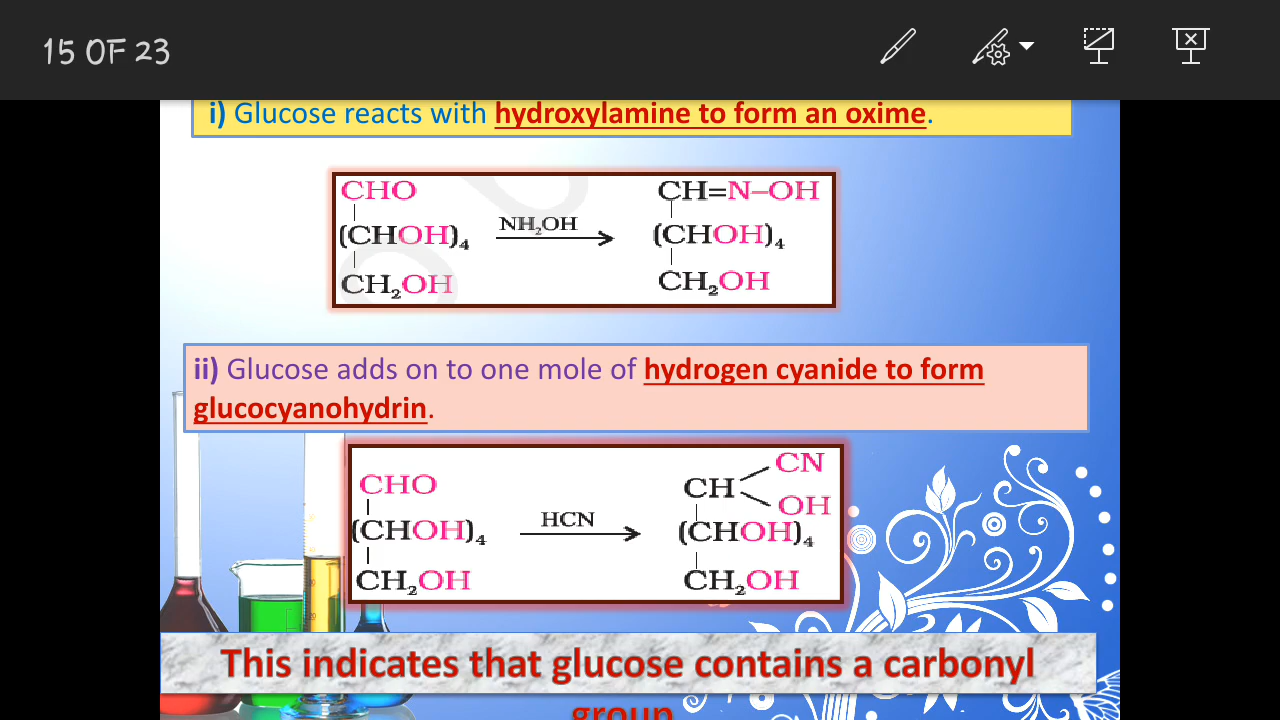 15 OF 23
i) Glucose reacts with hydroxylamine to form an oxime.
CHO
(CHOH)₄
CH₂OH
NH₂OH
CH=N–OH
(CHOH)₄
CH₂OH
ii) Glucose adds on to one mole of hydrogen cyanide to form
glucocyanohydrin.
CHO
(CHOH)₄
CH₂OH
HCN
CH
CN
OH
(CHOH)₄
CH₂OH
This indicates that glucose contains a carbonyl
group